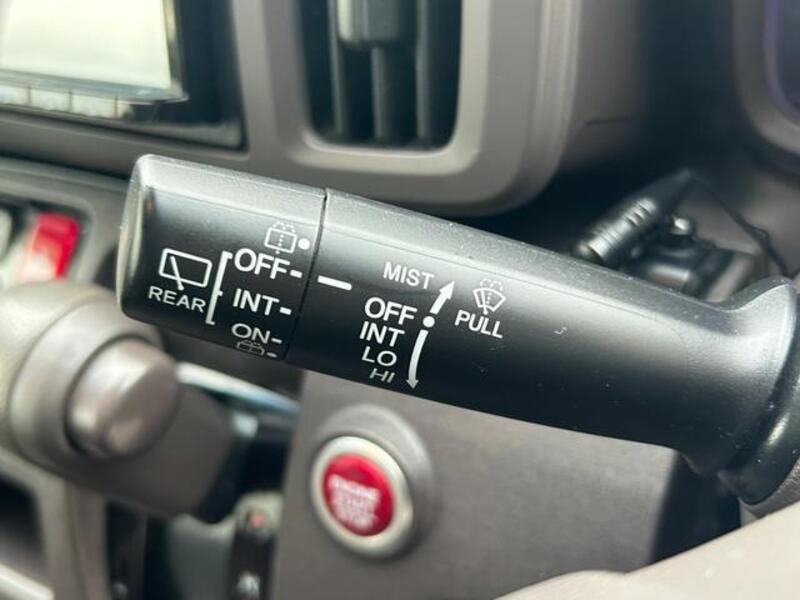 REAR
OFF
INT
ON
MIST
OFF
INT
LO
HI
PULL
ENGINE
START
STOP